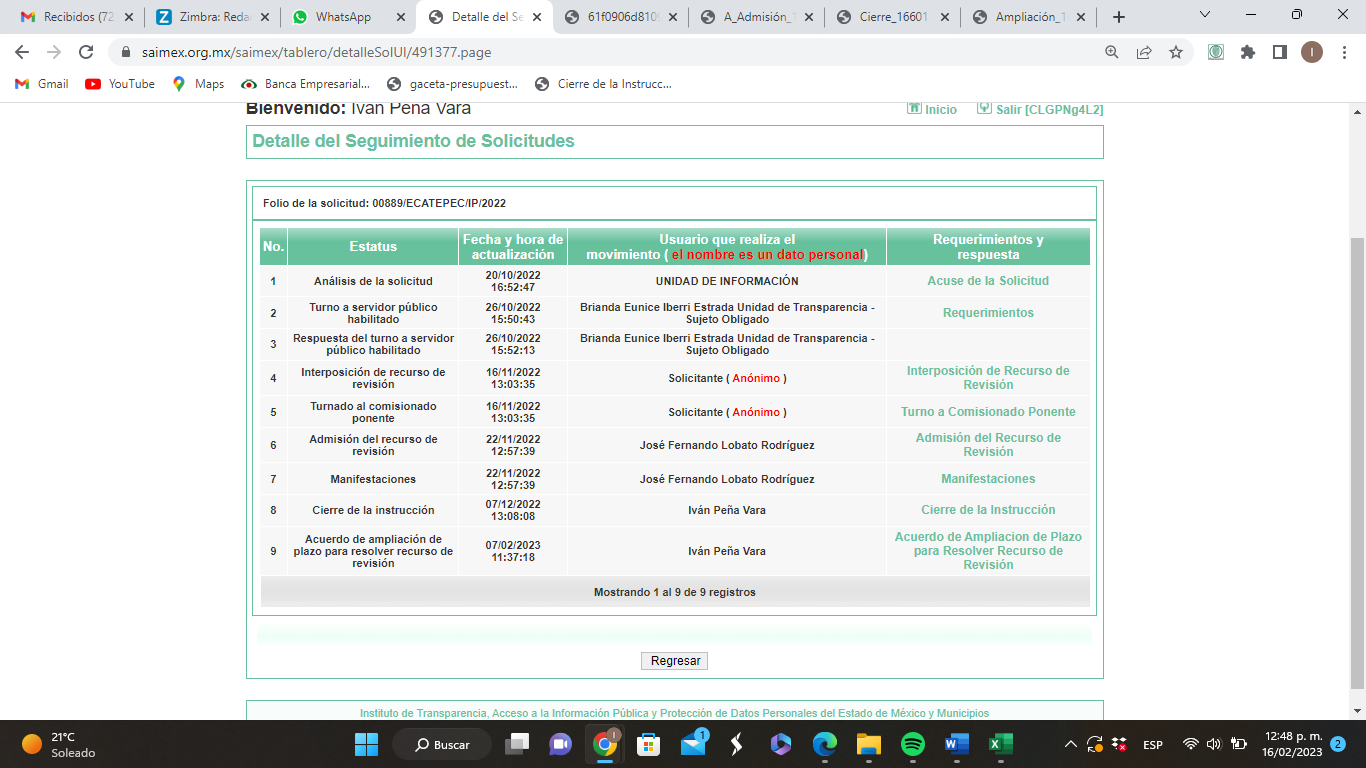 Recibidos (72
Zimbra: Reda
WhatsApp
Detalle del Se
61f0906d8109
A_Admisión_1
Cierre_16601
Ampliación_1
saimex.org.mx/saimex/tablero/detalleSolUI/491377.page
I
Gmail
YouTube
Maps
Banca Empresarial...
gaceta-presupuest...
Cierre de la Instrucc...
Bienvenido: Iván Peña Vara
Inicio
Salir [CLGPNg4L2]
Detalle del Seguimiento de Solicitudes
Folio de la solicitud: 00889/ECATEPEC/IP/2022
No.
Estatus
Fecha y hora de
actualización
Usuario que realiza el
movimiento ( el nombre es un dato personal)
Requerimientos y
respuesta
1
Análisis de la solicitud
20/10/2022
16:52:47
UNIDAD DE INFORMACIÓN
Acuse de la Solicitud
2
Turno a servidor público
habilitado
26/10/2022
15:50:43
Brianda Eunice Iberri Estrada Unidad de Transparencia -
Sujeto Obligado
Requerimientos
3
Respuesta del turno a servidor
público habilitado
26/10/2022
15:52:13
Brianda Eunice Iberri Estrada Unidad de Transparencia -
Sujeto Obligado
4
Interposición de recurso de
revisión
16/11/2022
13:03:35
Solicitante ( Anónimo )
Interposición de Recurso de
Revisión
5
Turnado al comisionado
ponente
16/11/2022
13:03:35
Solicitante ( Anónimo )
Turno a Comisionado Ponente
6
Admisión del recurso de
revisión
22/11/2022
12:57:39
José Fernando Lobato Rodríguez
Admisión del Recurso de
Revisión
7
Manifestaciones
22/11/2022
12:57:39
José Fernando Lobato Rodríguez
Manifestaciones
8
Cierre de la instrucción
07/12/2022
13:08:08
Iván Peña Vara
Cierre de la Instrucción
9
Acuerdo de ampliación de
plazo para resolver recurso de
revisión
07/02/2023
11:37:18
Iván Peña Vara
Acuerdo de Ampliacion de Plazo
para Resolver Recurso de
Revisión
Mostrando 1 al 9 de 9 registros
Regresar
Instituto de Transparencia, Acceso a la Información Pública y Protección de Datos Personales del Estado de México y Municipios
21°C
Soleado
Buscar
1
ESP
12:48 p. m.
16/02/2023
2